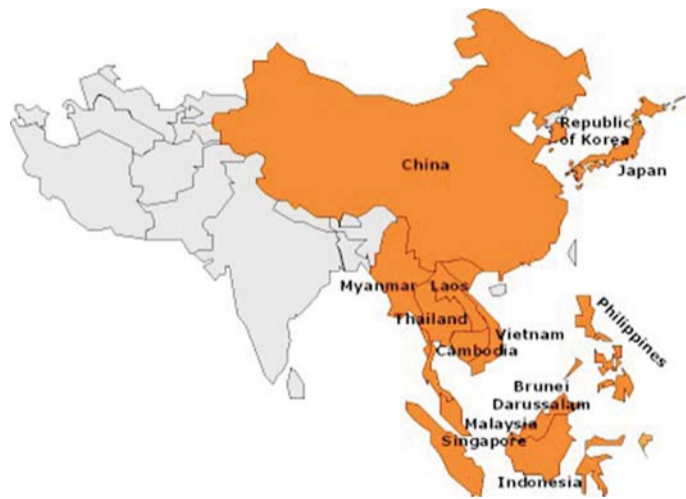 Republic
of Korea
China
Japan
Myanmar
Laos
Thailand
Vietnam
Cambodia
Philippines
Brunei
Darussalam
Malaysia
Singapore
Indonesia